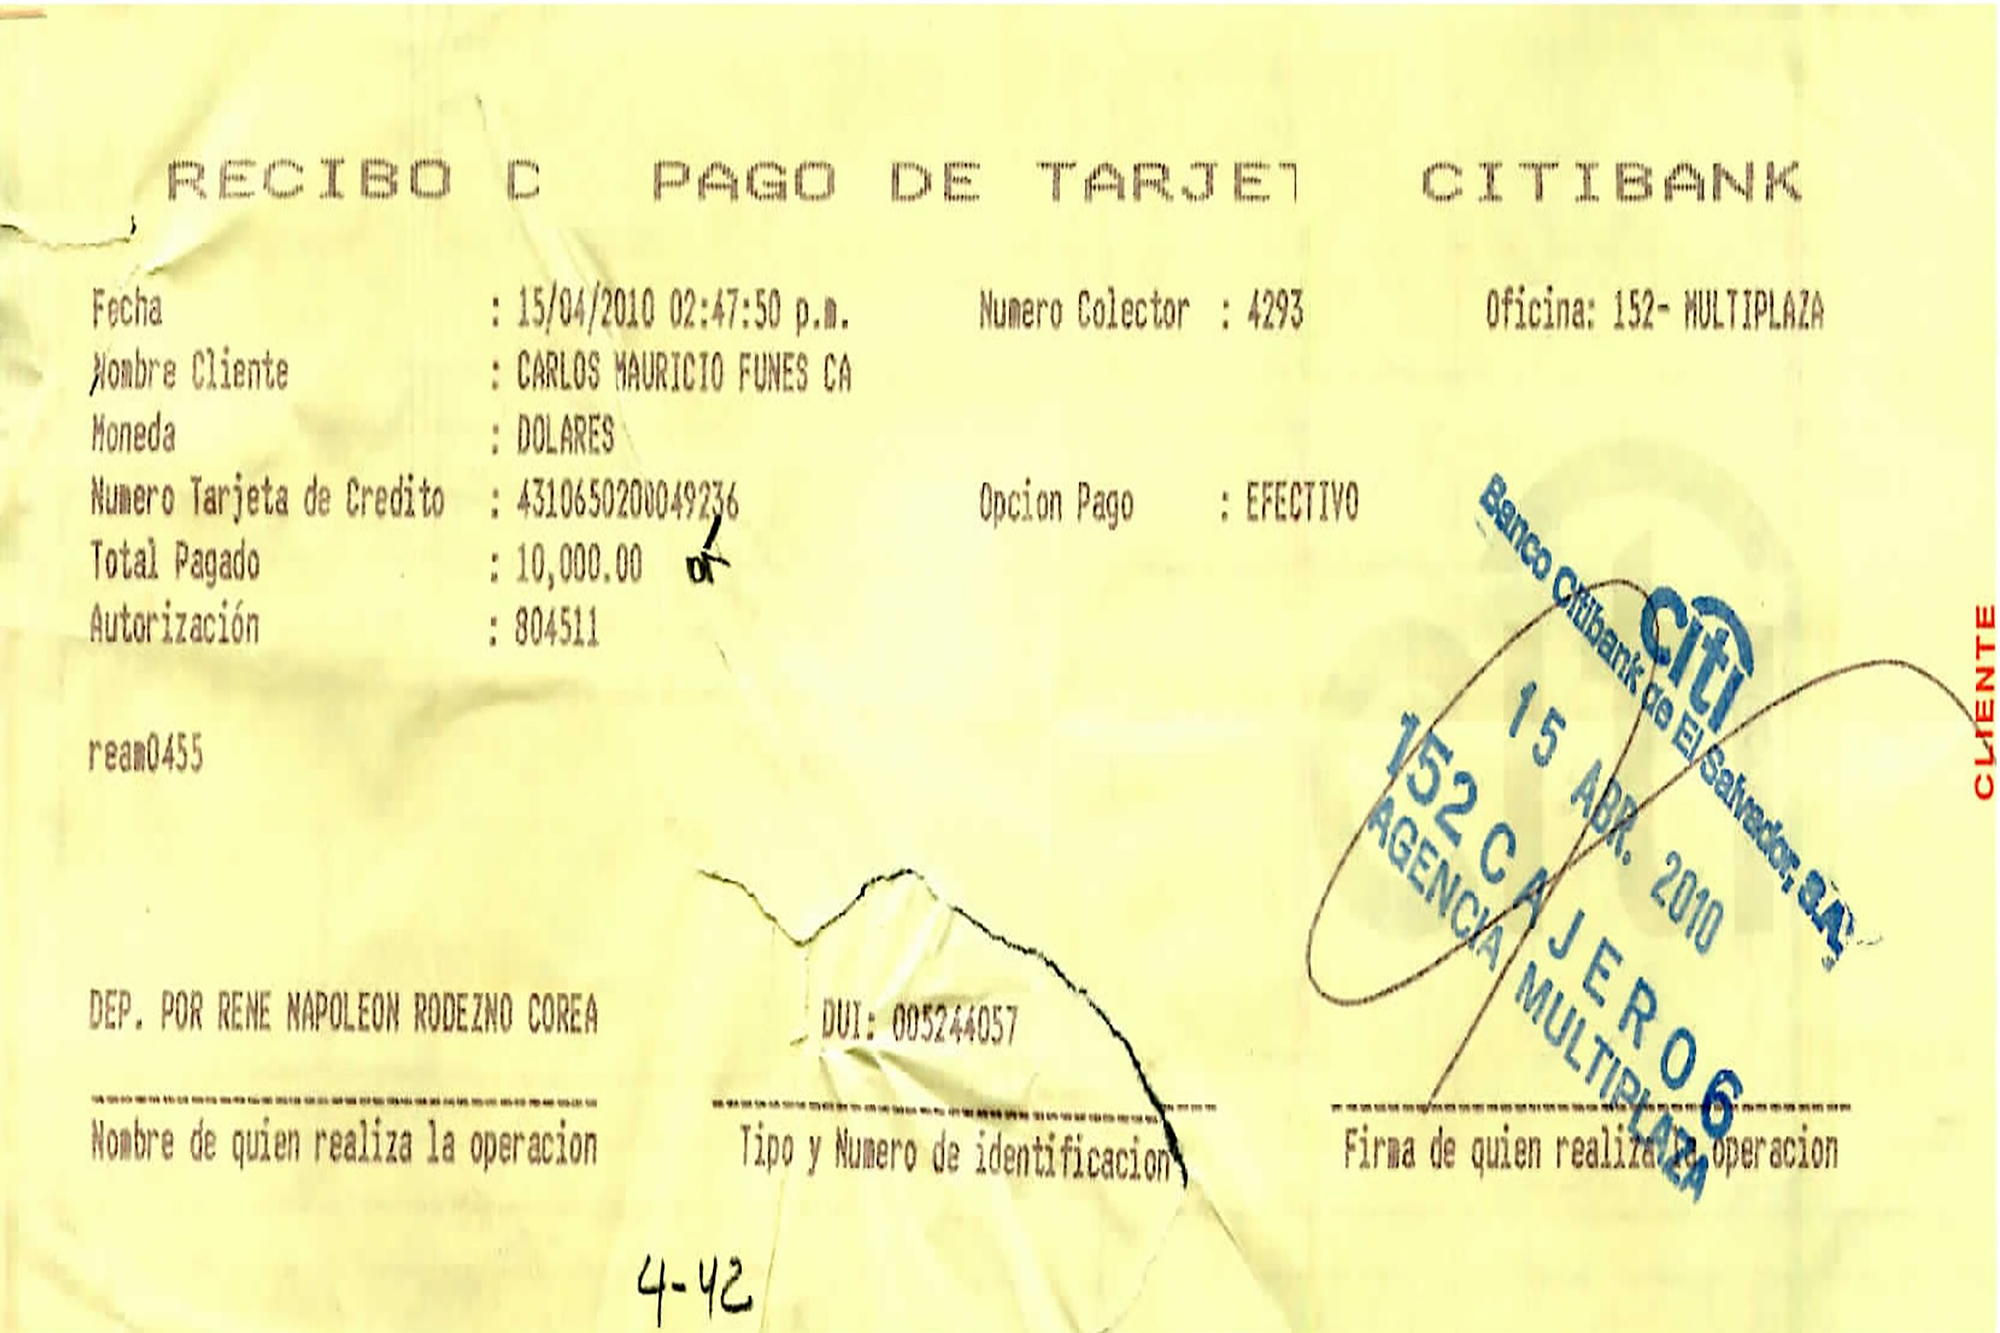 RECIBO D PAGO DE TARJET CITIBANK
Fecha : 15/04/2010 02:47:50 p.m. Numero Colector : 4293 Oficina: 152- MULTIPLAZA
Nombre Cliente : CARLOS MAURICIO FUNES CA
Moneda : DOLARES
Numero Tarjeta de Credito : 4310650200049236 Opcion Pago : EFECTIVO
Total Pagado : 10,000.00
Autorización : 804511
ream0455
citi
Banco Citibank de El Salvador, S.A.
15 ABR. 2010
152 CAJERO 6
AGENCIA MULTIPLAZA
CLIENTE
DEP. POR RENE NAPOLEON RODEZNO COREA DUI: 005244057
Nombre de quien realiza la operacion Tipo y Numero de identificacion Firma de quien realiza la operacion
4-42